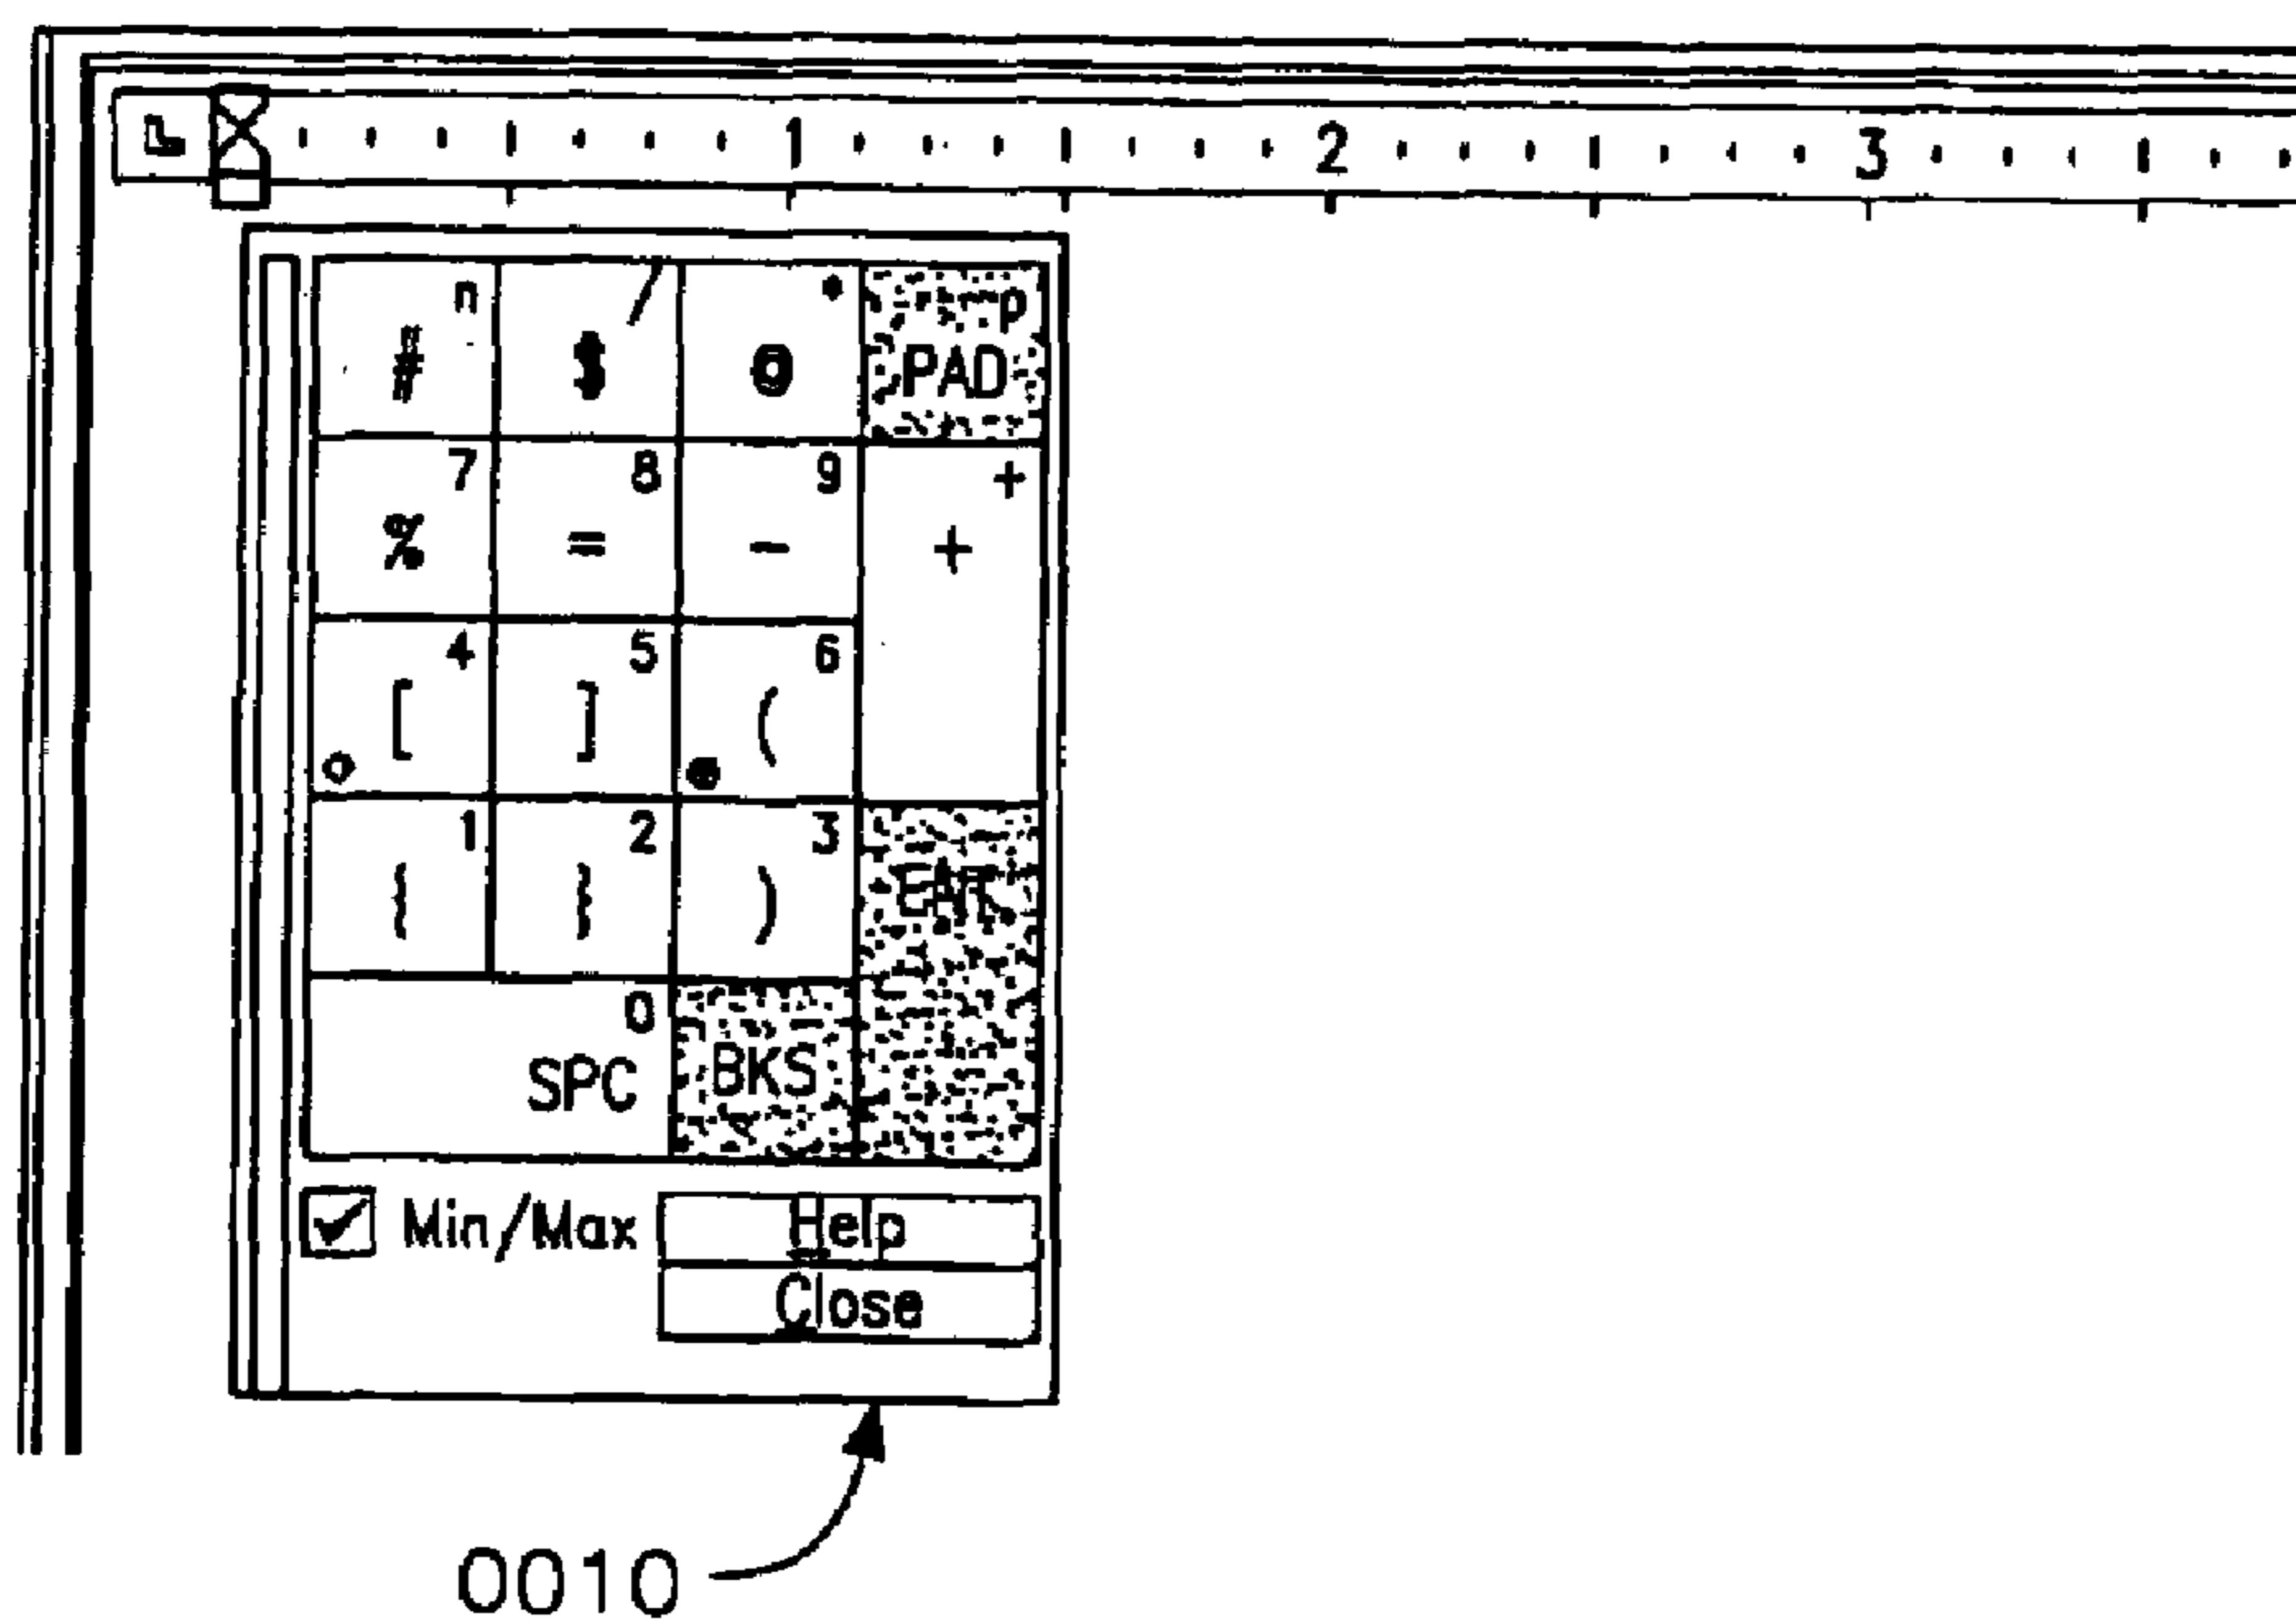 1 2 3
n / * p
# $ @ PAD
7 8 9 +
% = - +
4 5 6
[ ] (
1 2 3
{ } )
0
SPC BKS
Min/Max Help
Close
0010